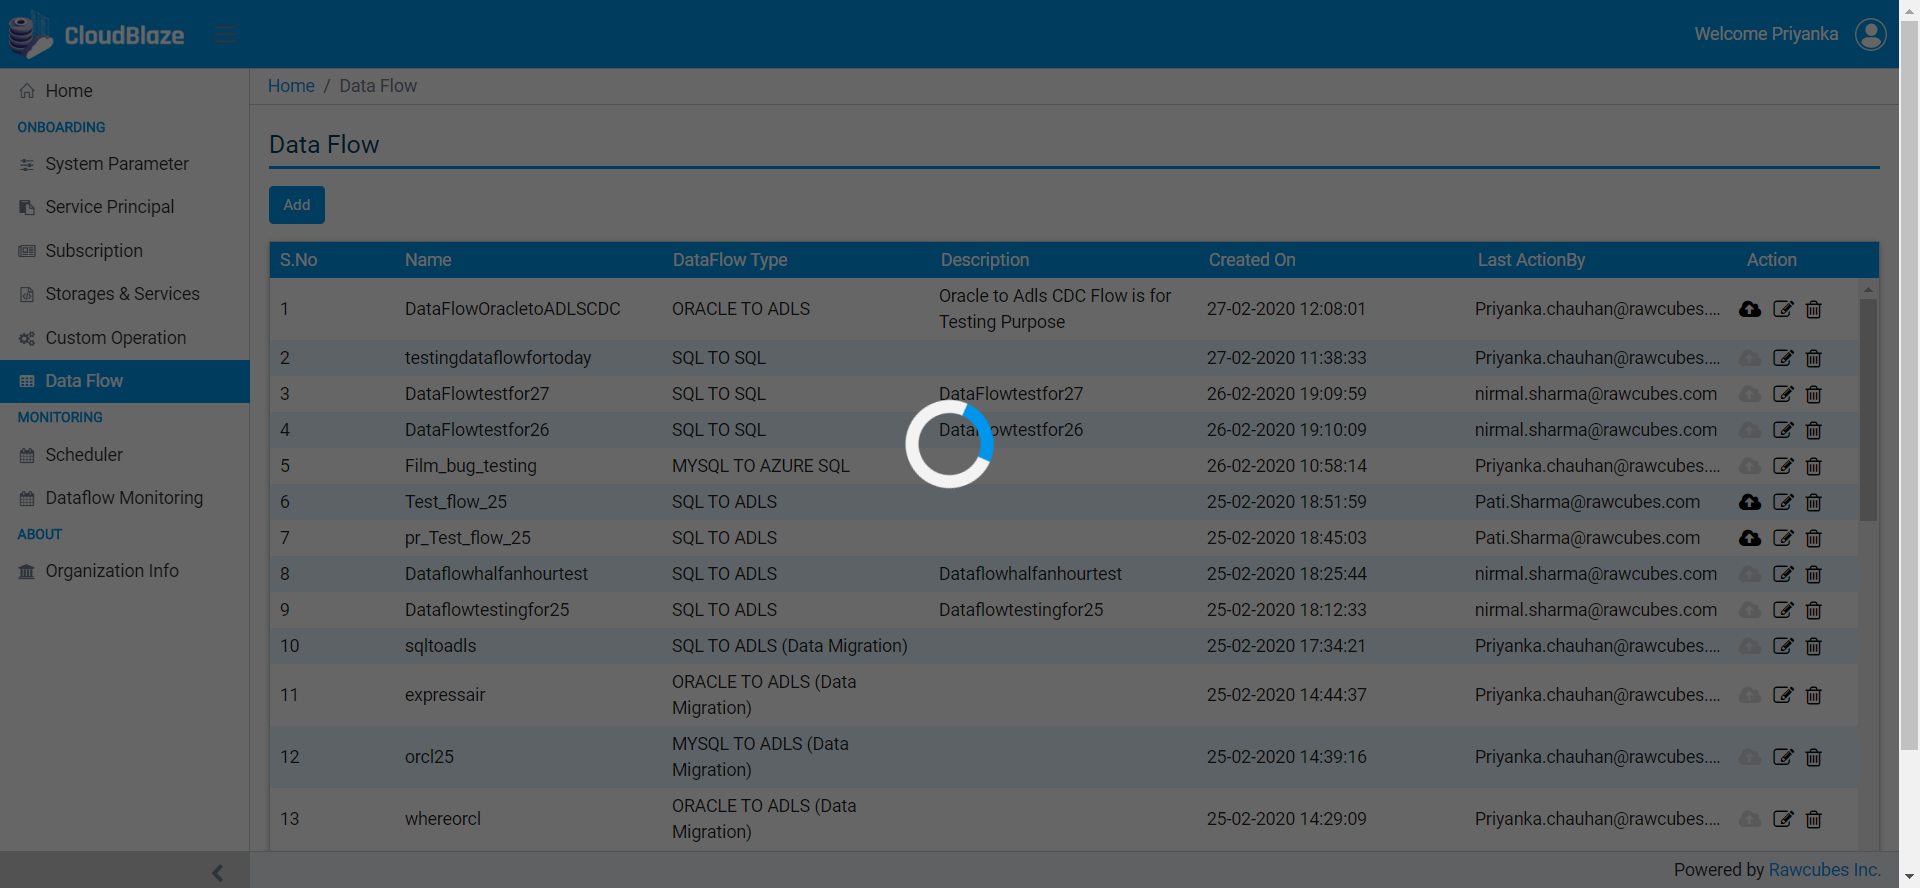 CloudBlaze
Welcome Priyanka
Home
ONBOARDING
System Parameter
Service Principal
Subscription
Storages & Services
Custom Operation
Data Flow
MONITORING
Scheduler
Dataflow Monitoring
ABOUT
Organization Info
Home / Data Flow
Data Flow
Add
S.No Name DataFlow Type Description Created On Last ActionBy Action
1 DataFlowOracletoADLSCDC ORACLE TO ADLS Oracle to Adls CDC Flow is for 27-02-2020 12:08:01 Priyanka.chauhan@rawcubes....
Testing Purpose
2 testingdataflowfortoday SQL TO SQL 27-02-2020 11:38:33 Priyanka.chauhan@rawcubes....
3 DataFlowtestfor27 SQL TO SQL DataFlowtestfor27 26-02-2020 19:09:59 nirmal.sharma@rawcubes.com
4 DataFlowtestfor26 SQL TO SQL DataFlowtestfor26 26-02-2020 19:10:09 nirmal.sharma@rawcubes.com
5 Film_bug_testing MYSQL TO AZURE SQL 26-02-2020 10:58:14 Priyanka.chauhan@rawcubes....
6 Test_flow_25 SQL TO ADLS 25-02-2020 18:51:59 Pati.Sharma@rawcubes.com
7 pr_Test_flow_25 SQL TO ADLS 25-02-2020 18:45:03 Pati.Sharma@rawcubes.com
8 Dataflowhalfanhourtest SQL TO ADLS Dataflowhalfanhourtest 25-02-2020 18:25:44 nirmal.sharma@rawcubes.com
9 Dataflowtestingfor25 SQL TO ADLS Dataflowtestingfor25 25-02-2020 18:12:33 nirmal.sharma@rawcubes.com
10 sqltoadls SQL TO ADLS (Data Migration) 25-02-2020 17:34:21 Priyanka.chauhan@rawcubes....
11 expressair ORACLE TO ADLS (Data 25-02-2020 14:44:37 Priyanka.chauhan@rawcubes....
Migration)
12 orcl25 MYSQL TO ADLS (Data 25-02-2020 14:39:16 Priyanka.chauhan@rawcubes....
Migration)
13 whereorcl ORACLE TO ADLS (Data 25-02-2020 14:29:09 Priyanka.chauhan@rawcubes....
Migration)
Powered by Rawcubes Inc.